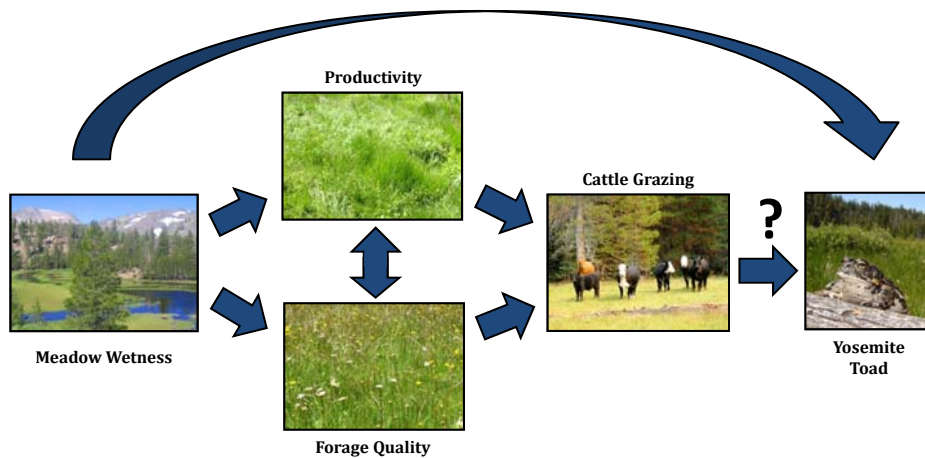 Productivity
Cattle Grazing
?
Meadow Wetness
Yosemite
Toad
Forage Quality